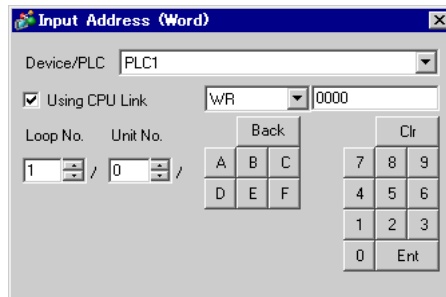 Input Address (Word)
Device/PLC PLC1
Using CPU Link WR 0000
Loop No. Unit No. Back Clr
1 / 0 / A B C 7 8 9
D E F 4 5 6
1 2 3
0 Ent